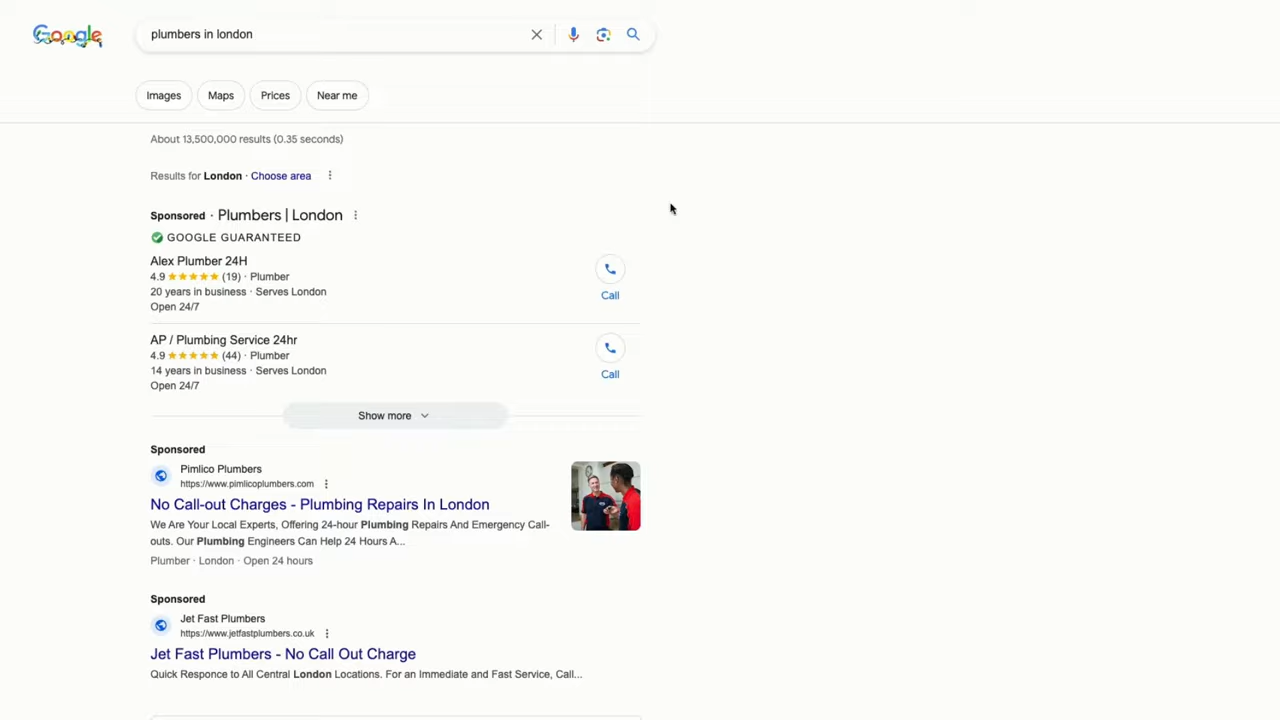 Google
plumbers in london
Images
Maps
Prices
Near me
About 13,500,000 results (0.35 seconds)
Results for London · Choose area
Sponsored · Plumbers | London
GOOGLE GUARANTEED
Alex Plumber 24H
4.9 (19) · Plumber
20 years in business · Serves London
Open 24/7
Call
AP / Plumbing Service 24hr
4.9 (44) · Plumber
14 years in business · Serves London
Open 24/7
Call
Show more
Sponsored
Pimlico Plumbers
https://www.pimlicoplumbers.com
No Call-out Charges - Plumbing Repairs In London
We Are Your Local Experts, Offering 24-hour Plumbing Repairs And Emergency Call-
outs. Our Plumbing Engineers Can Help 24 Hours A...
Plumber · London · Open 24 hours
Sponsored
Jet Fast Plumbers
https://www.jetfastplumbers.co.uk
Jet Fast Plumbers - No Call Out Charge
Quick Responce to All Central London Locations. For an Immediate and Fast Service, Call...